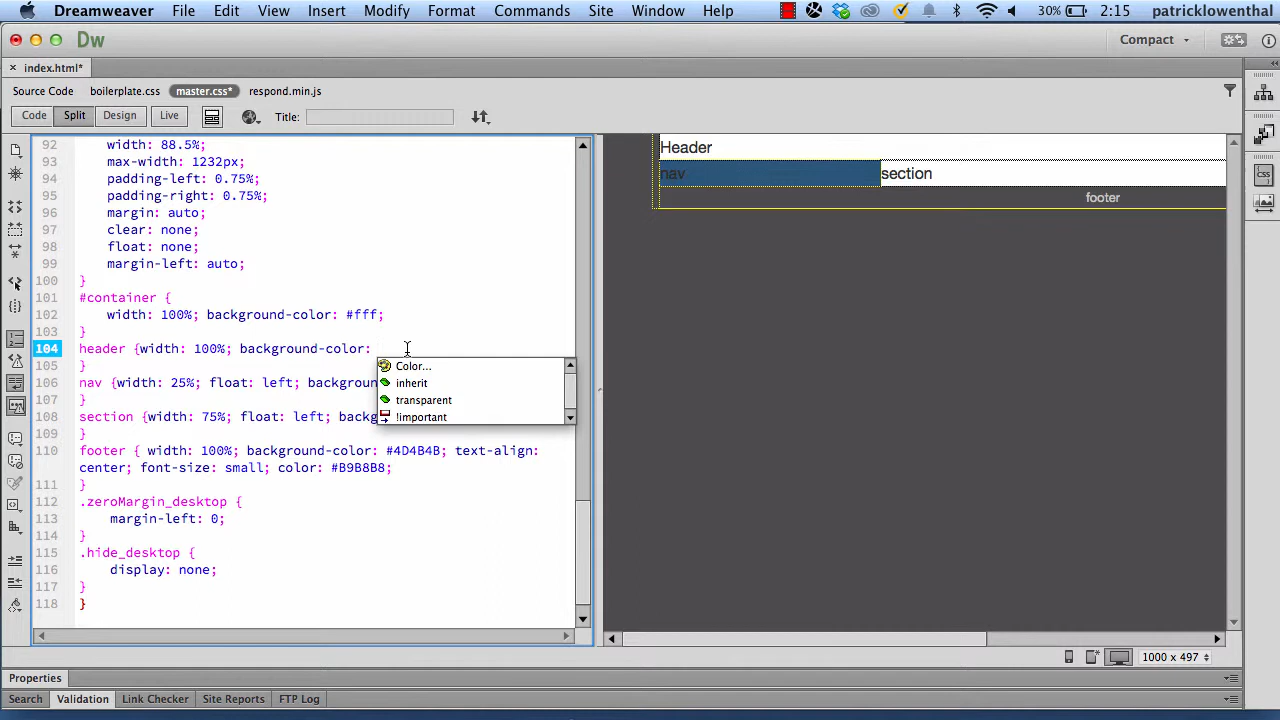 Dreamweaver File Edit View Insert Modify Format Commands Site Window Help 30% 2:15 patricklowenthal
Dw Compact
× index.html*
Source Code boilerplate.css master.css* respond.min.js
Code Split Design Live Title:
92 width: 88.5%;
93 max-width: 1232px;
94 padding-left: 0.75%;
95 padding-right: 0.75%;
96 margin: auto;
97 clear: none;
98 float: none;
99 margin-left: auto;
100 }
101 #container {
102 width: 100%; background-color: #fff;
103 }
104 header {width: 100%; background-color:
105 }
106 nav {width: 25%; float: left; backgroun
107 }
108 section {width: 75%; float: left; backg
109 }
110 footer { width: 100%; background-color: #4D4B4B; text-align:
center; font-size: small; color: #B9B8B8;
111 }
112 .zeroMargin_desktop {
113 margin-left: 0;
114 }
115 .hide_desktop {
116 display: none;
117 }
118 }
Color...
inherit
transparent
!important
Header
nav section
footer
1000 x 497
Properties
Search Validation Link Checker Site Reports FTP Log